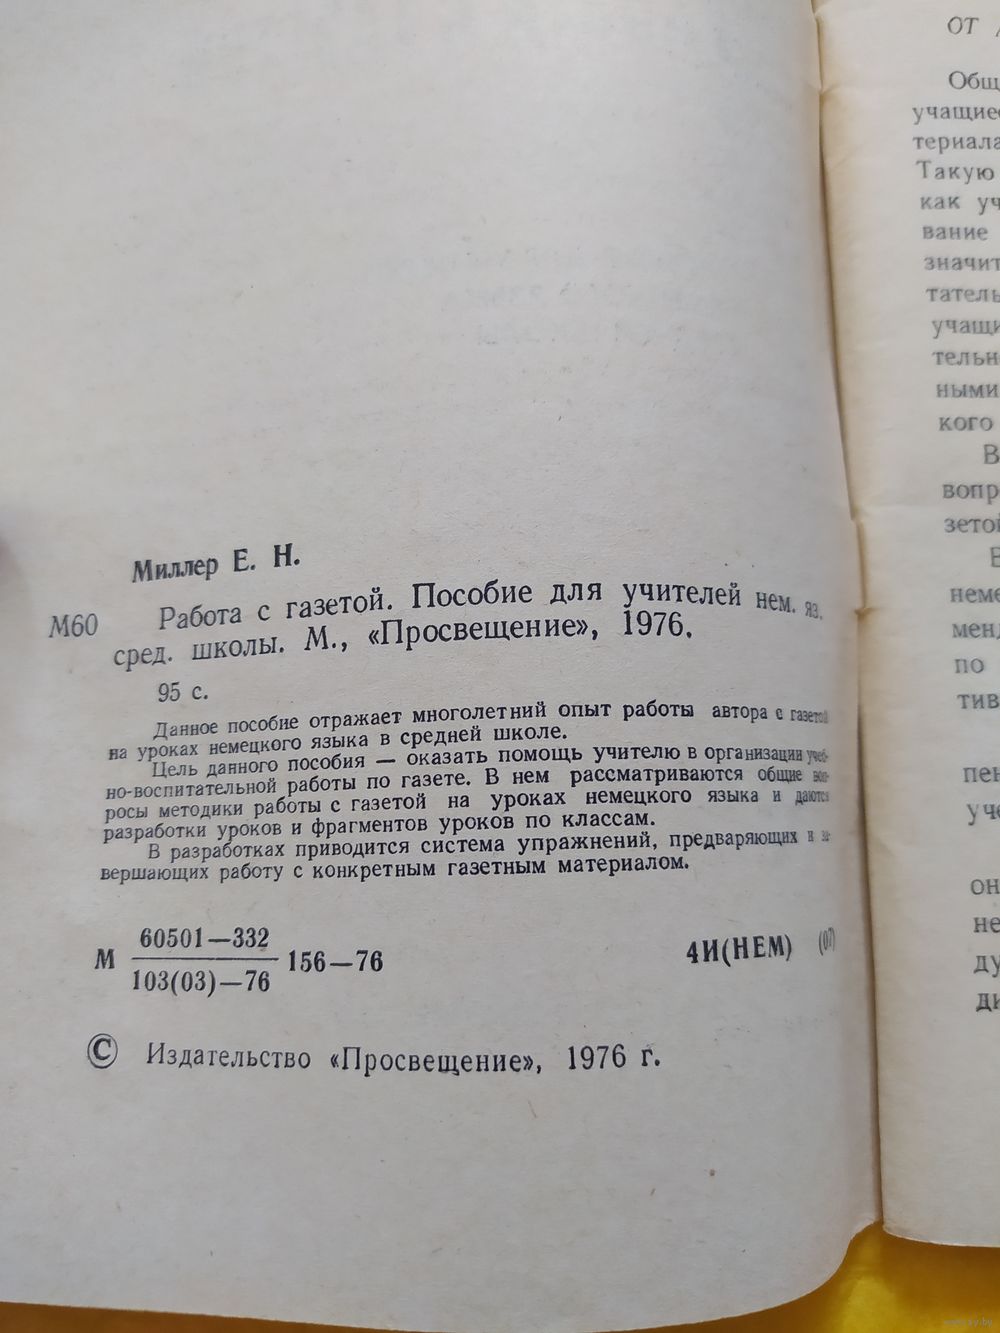 Миллер Е. Н.
М60
Работа с газетой. Пособие для учителей нем. яз.
сред. школы. М., «Просвещение», 1976.
95 с.
Данное пособие отражает многолетний опыт работы автора с газетой
на уроках немецкого языка в средней школе.
Цель данного пособия — оказать помощь учителю в организации учеб-
но-воспитательной работы по газете. В нем рассматриваются общие воп-
росы методики работы с газетой на уроках немецкого языка и даются
разработки уроков и фрагментов уроков по классам.
В разработках приводится система упражнений, предваряющих и за-
вершающих работу с конкретным газетным материалом.
М 60501—332
103(03)—76 156—76 4И(НЕМ) (07)
© Издательство «Просвещение», 1976 г.
ОТ
Общ
учащиес
териала
Такую
как уч
вание
значит
татель
учащи
тельн
ными
кого
В
вопр
зетой
В
неме
менд
по
тив
пен
уче
он
не
ду
ди